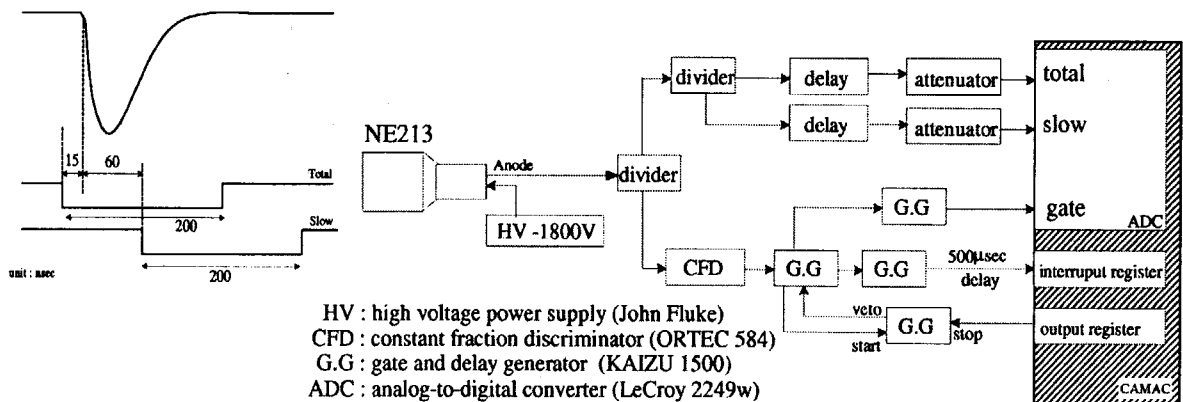 15
60
Total
200
Slow
200
unit : nsec
NE213
Anode
HV -1800V
divider
divider
delay
attenuator
delay
attenuator
CFD
G.G
G.G
G.G
500μsec
delay
veto
start
G.G
stop
total
slow
gate
ADC
interruput register
output register
CAMAC
HV : high voltage power supply (John Fluke)
CFD : constant fraction discriminator (ORTEC 584)
G.G : gate and delay generator (KAIZU 1500)
ADC : analog-to-digital converter (LeCroy 2249w)